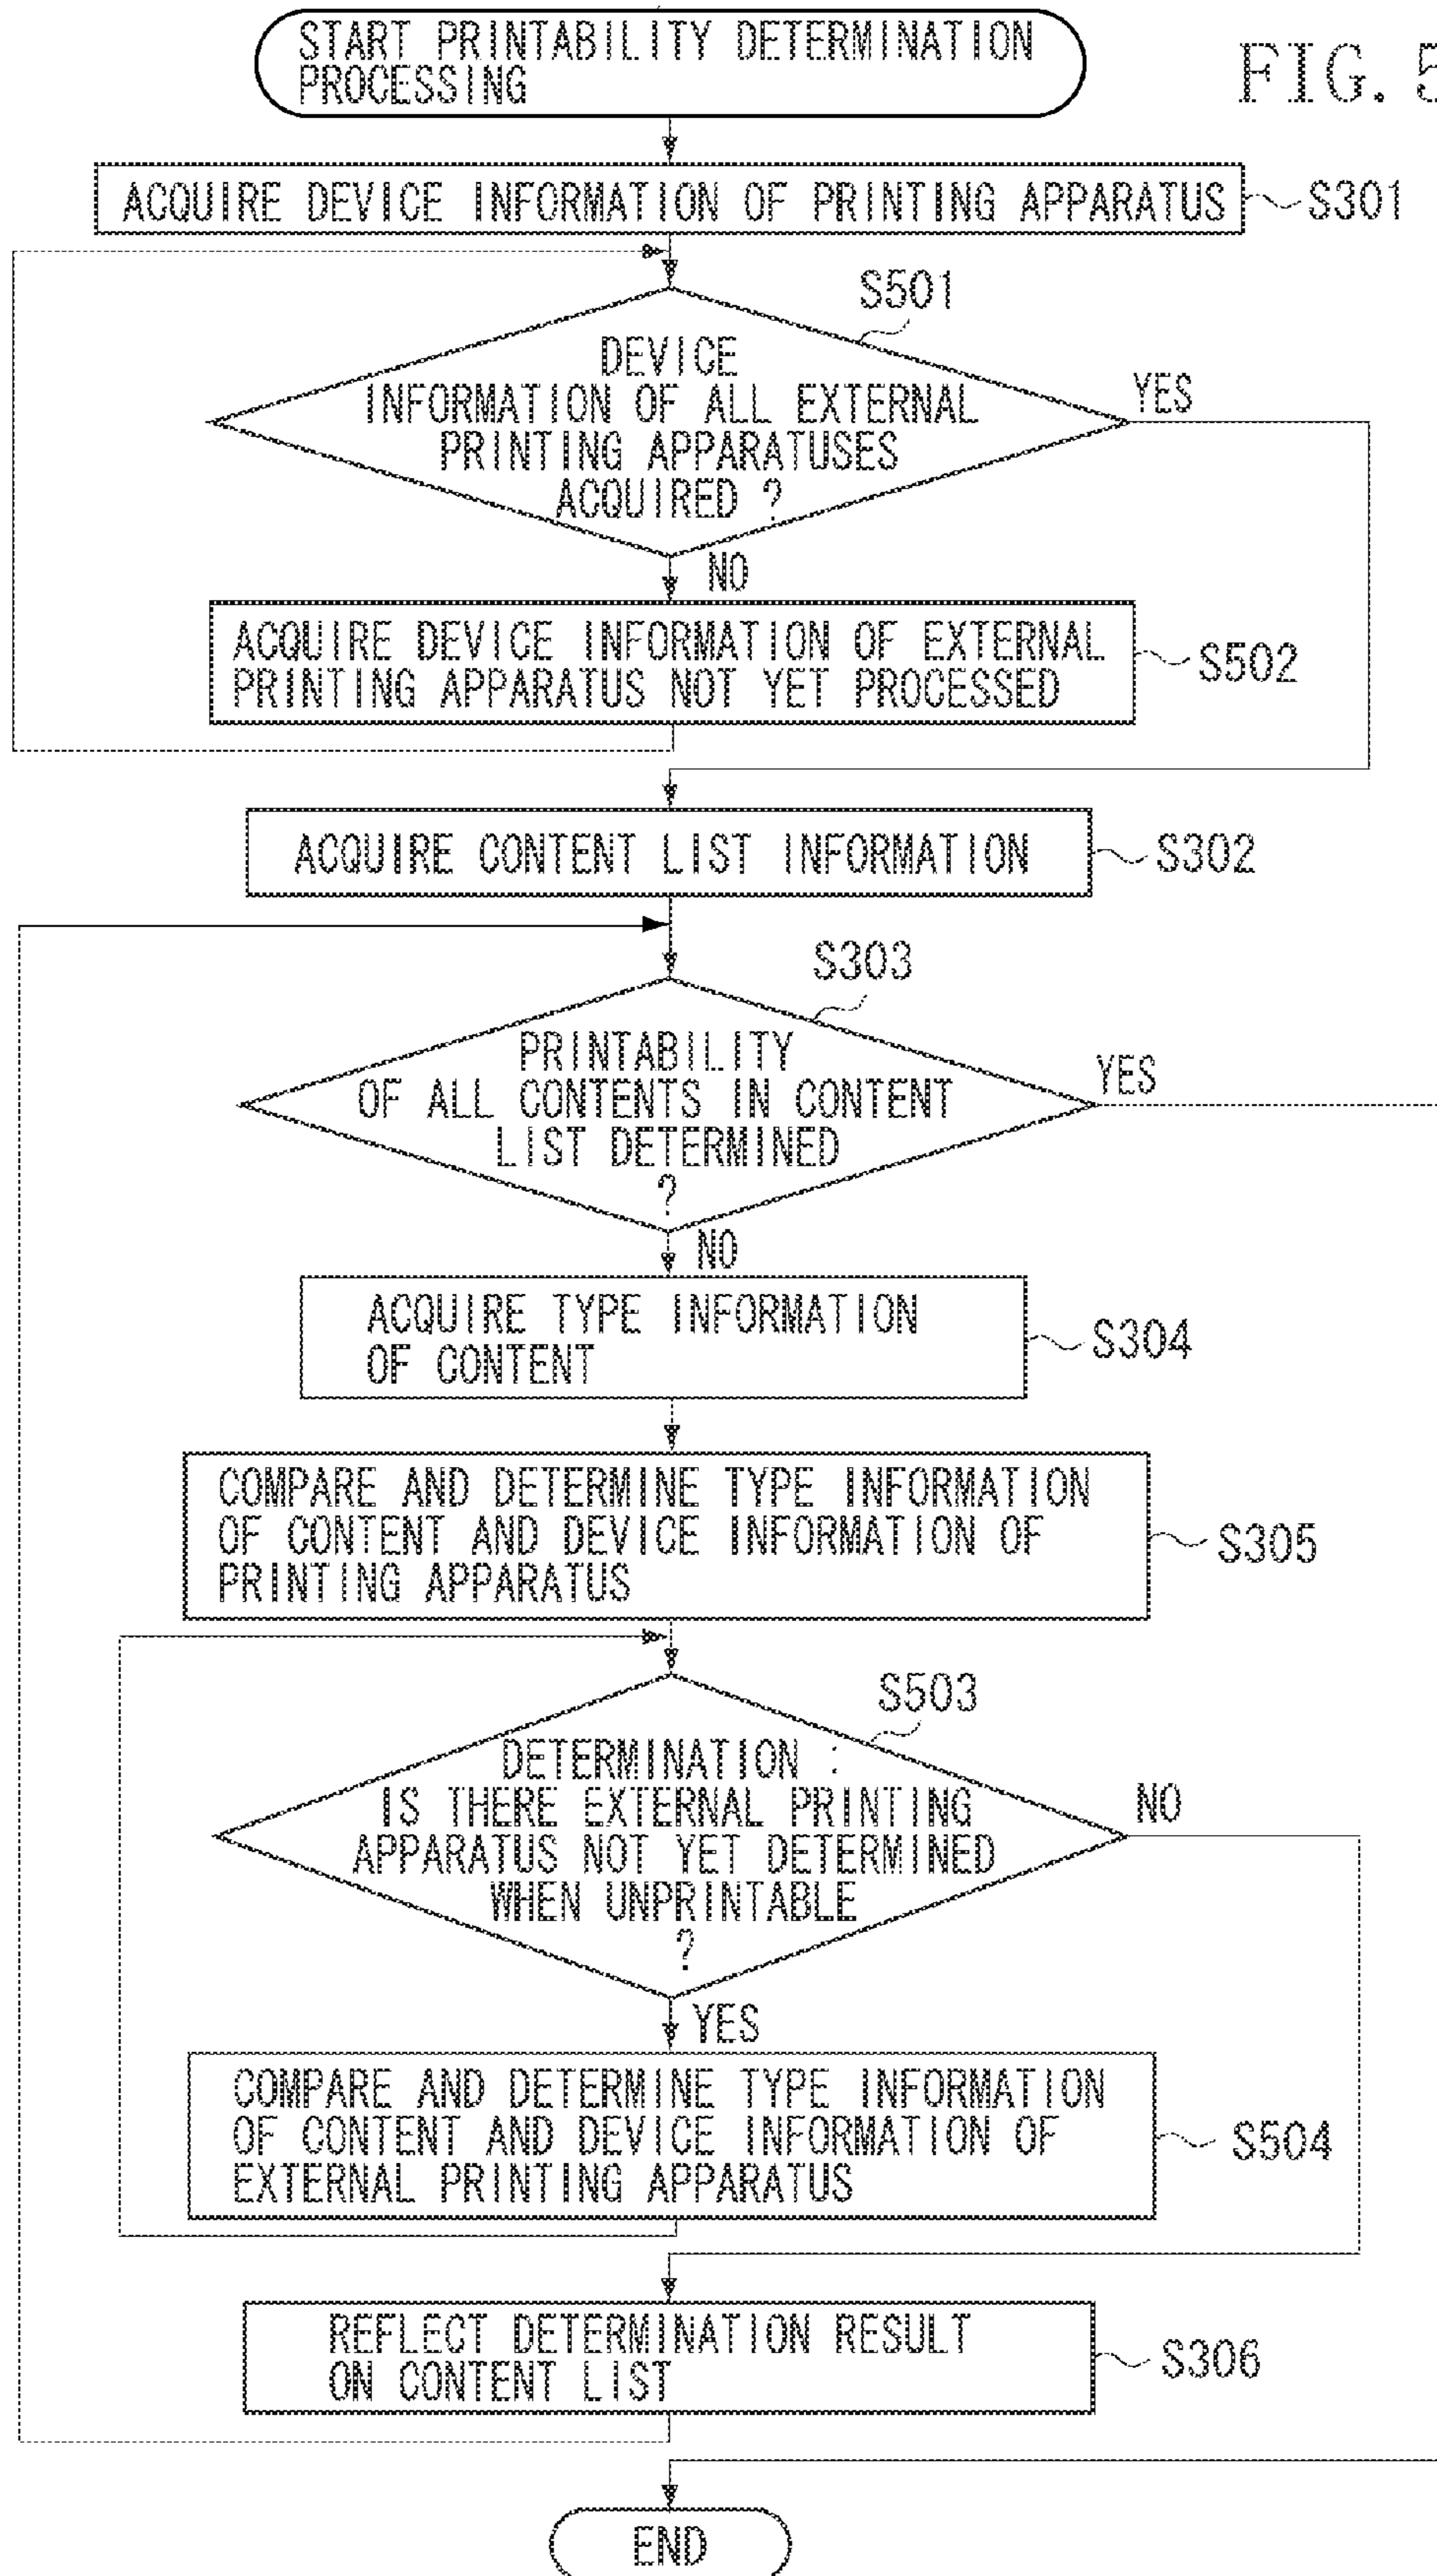 START PRINTABILITY DETERMINATION
PROCESSING
FIG. 5
ACQUIRE DEVICE INFORMATION OF PRINTING APPARATUS
S301
S501
DEVICE
INFORMATION OF ALL EXTERNAL
PRINTING APPARATUSES
ACQUIRED ?
YES
NO
ACQUIRE DEVICE INFORMATION OF EXTERNAL
PRINTING APPARATUS NOT YET PROCESSED
S502
ACQUIRE CONTENT LIST INFORMATION
S302
S303
PRINTABILITY
OF ALL CONTENTS IN CONTENT
LIST DETERMINED
?
YES
NO
ACQUIRE TYPE INFORMATION
OF CONTENT
S304
COMPARE AND DETERMINE TYPE INFORMATION
OF CONTENT AND DEVICE INFORMATION OF
PRINTING APPARATUS
S305
S503
DETERMINATION :
IS THERE EXTERNAL PRINTING
APPARATUS NOT YET DETERMINED
WHEN UNPRINTABLE
?
NO
YES
COMPARE AND DETERMINE TYPE INFORMATION
OF CONTENT AND DEVICE INFORMATION OF
EXTERNAL PRINTING APPARATUS
S504
REFLECT DETERMINATION RESULT
ON CONTENT LIST
S306
END